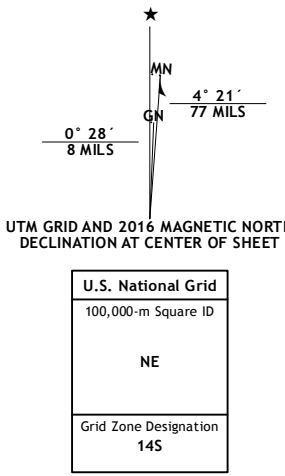 ★
MN
4° 21´
77 MILS
GN
0° 28´
8 MILS
UTM GRID AND 2016 MAGNETIC NORTH
DECLINATION AT CENTER OF SHEET
U.S. National Grid
100,000-m Square ID
NE
Grid Zone Designation
14S